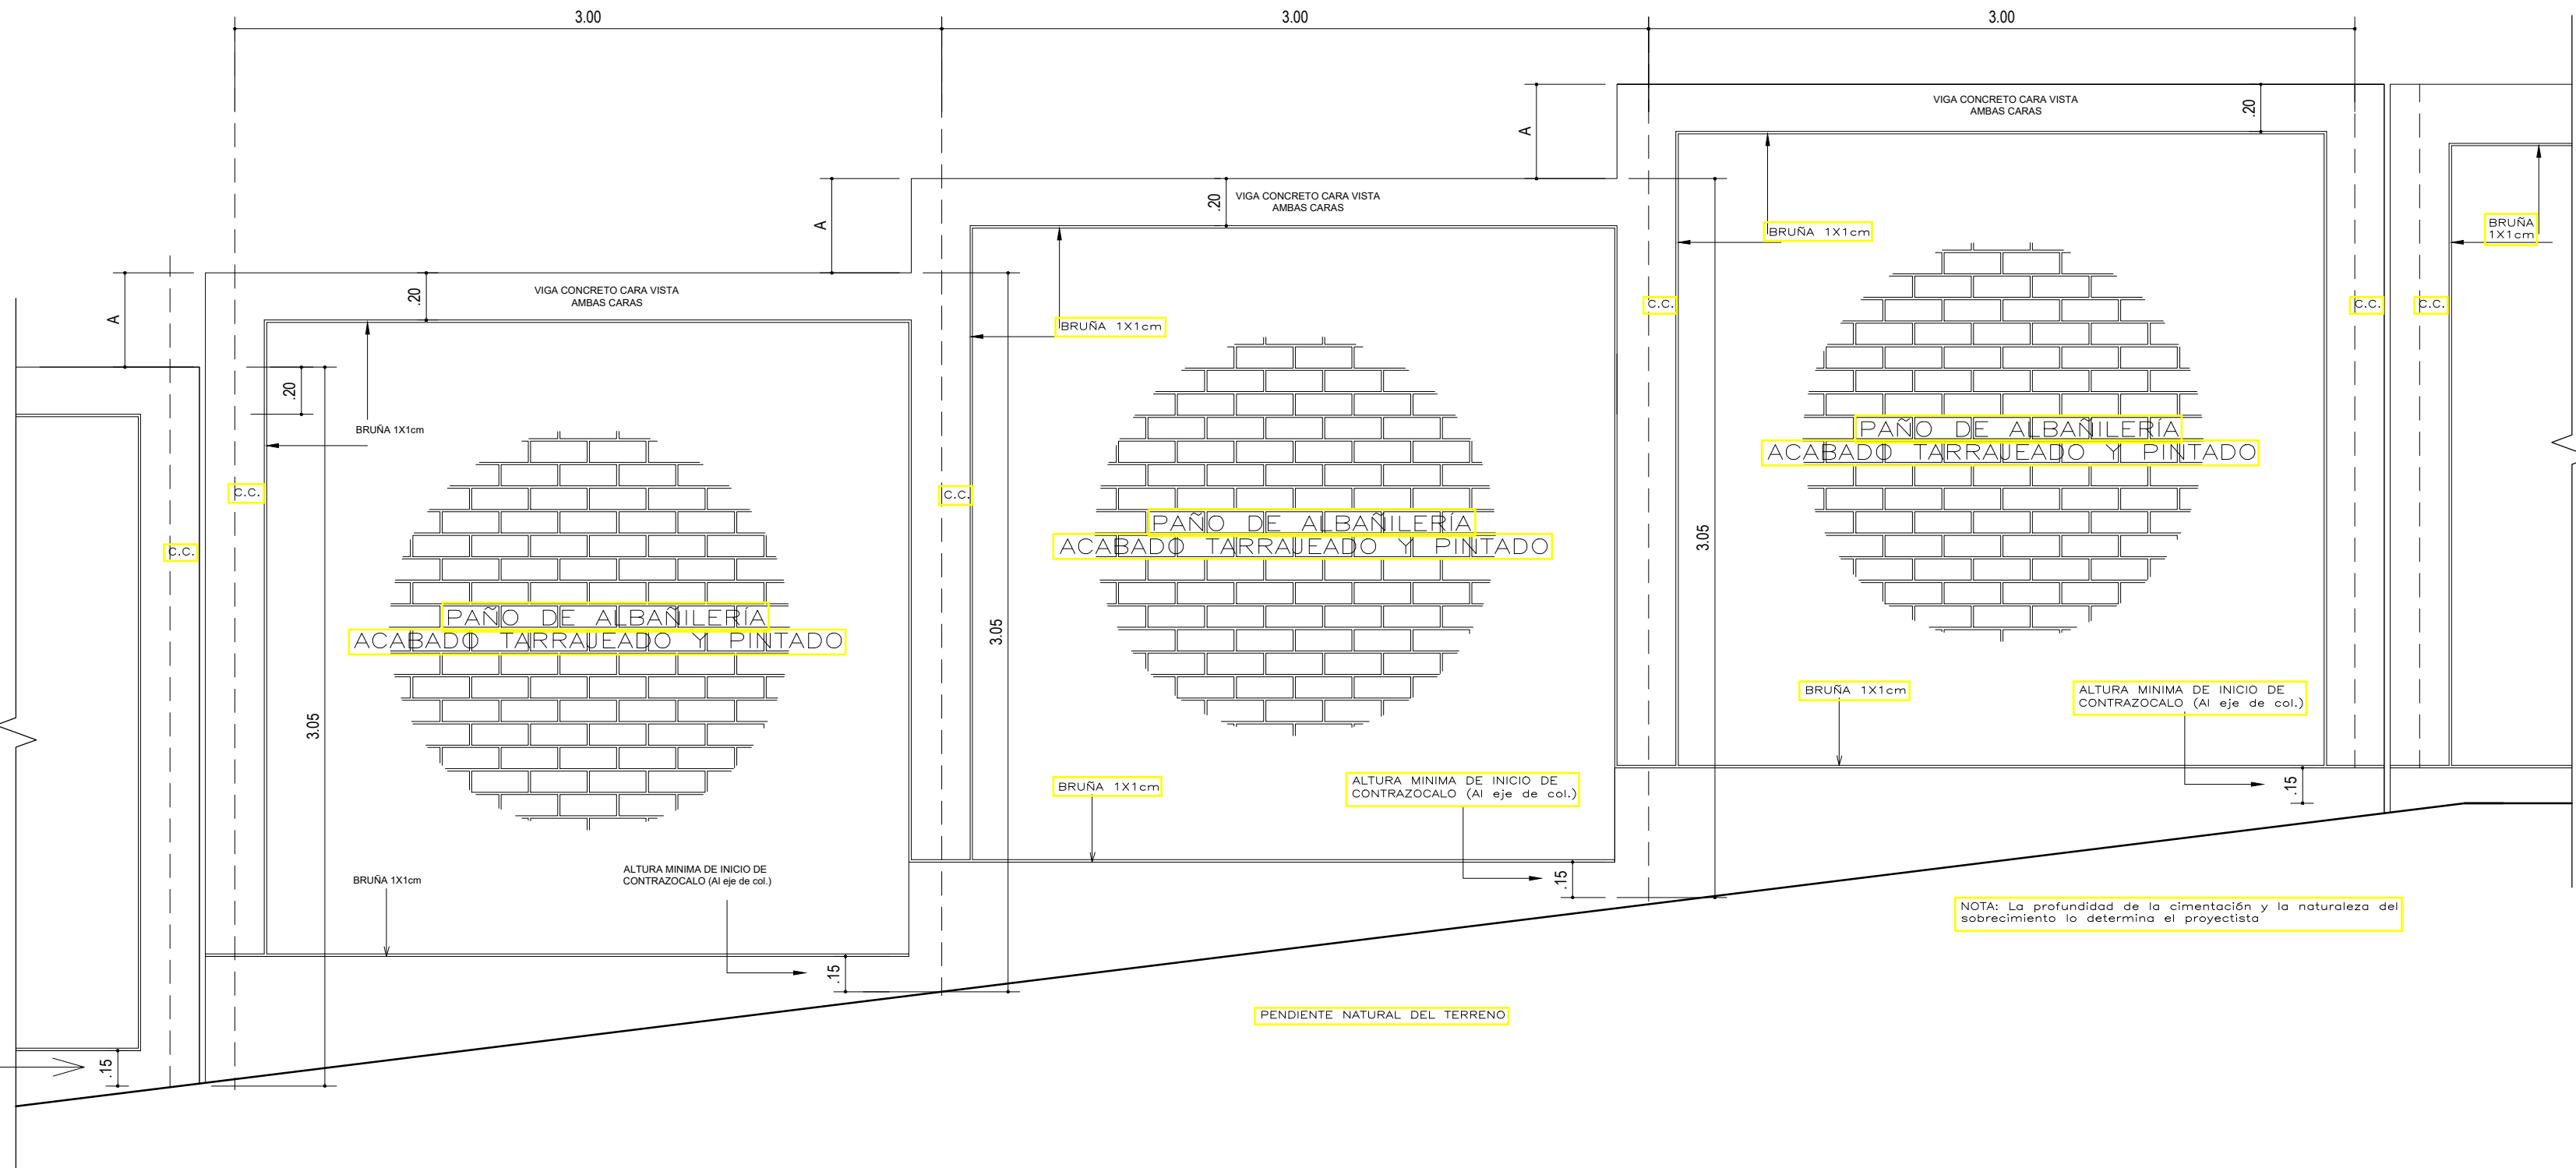 3.00
3.00
3.00
VIGA CONCRETO CARA VISTA
AMBAS CARAS
.20
A
VIGA CONCRETO CARA VISTA
AMBAS CARAS
.20
A
BRUÑA 1X1cm
BRUÑA
1X1cm
VIGA CONCRETO CARA VISTA
AMBAS CARAS
.20
A
C.C.
C.C.
C.C.
BRUÑA 1X1cm
.20
BRUÑA 1X1cm
PAÑO DE ALBAÑILERÍA
ACABADO TARRAJEADO Y PINTADO
C.C.
C.C.
PAÑO DE ALBAÑILERÍA
ACABADO TARRAJEADO Y PINTADO
3.05
C.C.
PAÑO DE ALBAÑILERÍA
ACABADO TARRAJEADO Y PINTADO
3.05
3.05
BRUÑA 1X1cm
ALTURA MINIMA DE INICIO DE
CONTRAZOCALO (Al eje de col.)
.15
BRUÑA 1X1cm
ALTURA MINIMA DE INICIO DE
CONTRAZOCALO (Al eje de col.)
.15
BRUÑA 1X1cm
ALTURA MINIMA DE INICIO DE
CONTRAZOCALO (Al eje de col.)
.15
NOTA: La profundidad de la cimentación y la naturaleza del
sobrecimiento lo determina el proyectista
PENDIENTE NATURAL DEL TERRENO
.15